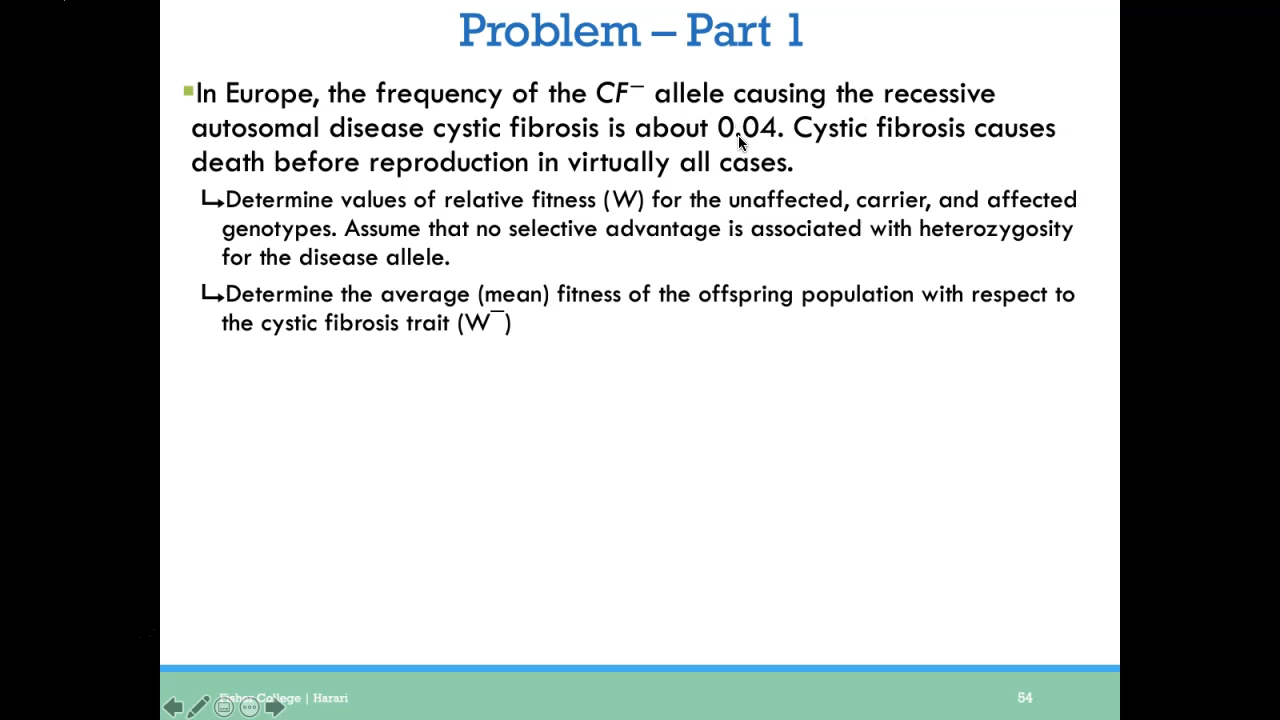 Problem – Part 1
In Europe, the frequency of the CF⁻ allele causing the recessive
autosomal disease cystic fibrosis is about 0.04. Cystic fibrosis causes
death before reproduction in virtually all cases.
Determine values of relative fitness (W) for the unaffected, carrier, and affected
genotypes. Assume that no selective advantage is associated with heterozygosity
for the disease allele.
Determine the average (mean) fitness of the offspring population with respect to
the cystic fibrosis trait (W¯)
Fisher College | Harari
54